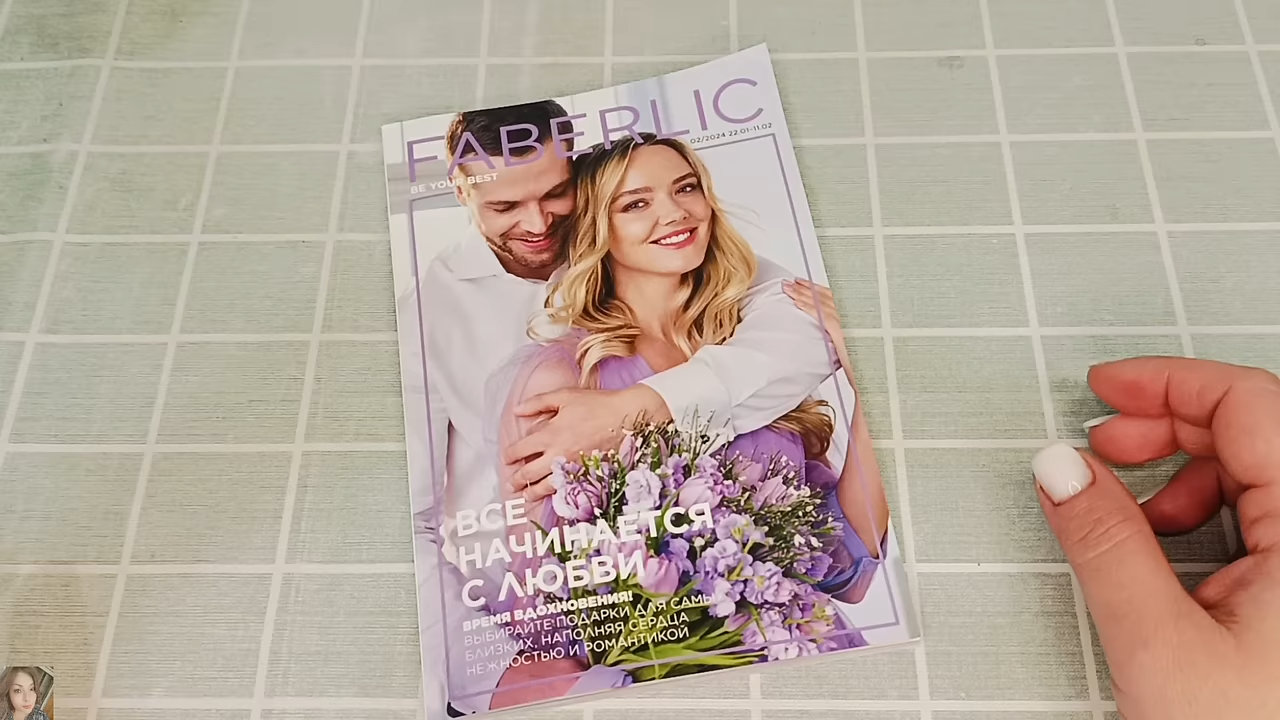 FABERLIC
02/2024 22.01-11.02
BE YOUR BEST
ВСЕ
НАЧИНАЕТСЯ
С ЛЮБВИ
ВРЕМЯ ВДОХНОВЕНИЯ!
ВЫБИРАЙТЕ ПОДАРКИ ДЛЯ САМЫХ
БЛИЗКИХ, НАПОЛНЯЯ СЕРДЦА
НЕЖНОСТЬЮ И РОМАНТИКОЙ